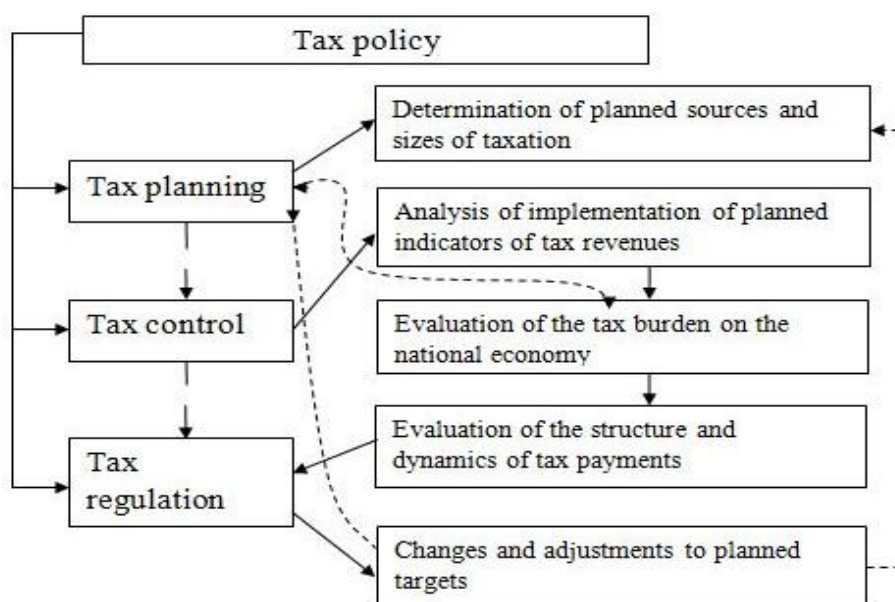 Tax policy
Determination of planned sources and
sizes of taxation
Tax planning
Analysis of implementation of planned
indicators of tax revenues
Tax control
Evaluation of the tax burden on the
national economy
Evaluation of the structure and
dynamics of tax payments
Tax
regulation
Changes and adjustments to planned
targets